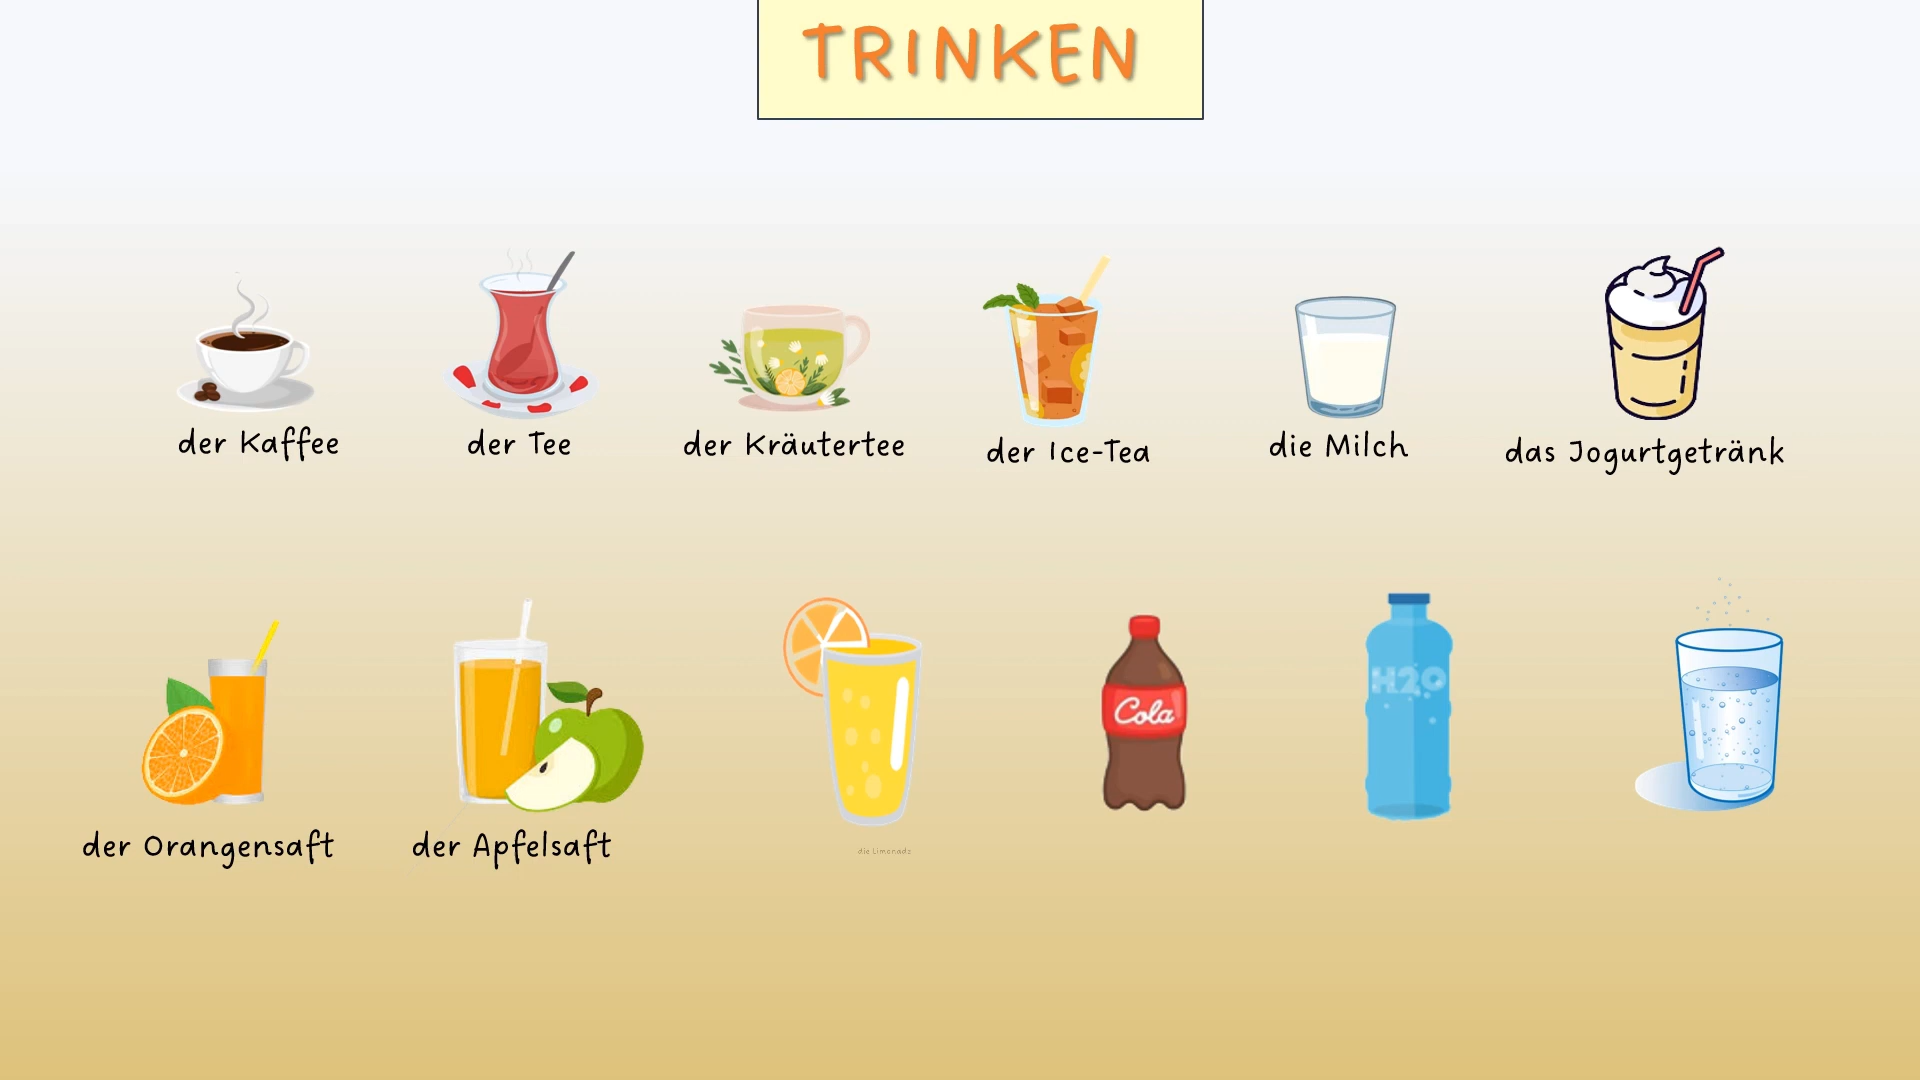 TRINKEN
der Kaffee
der Tee
der Kräutertee
der Ice-Tea
die Milch
das Jogurtgetränk
Cola
H2O
der Orangensaft
der Apfelsaft
die Limonade